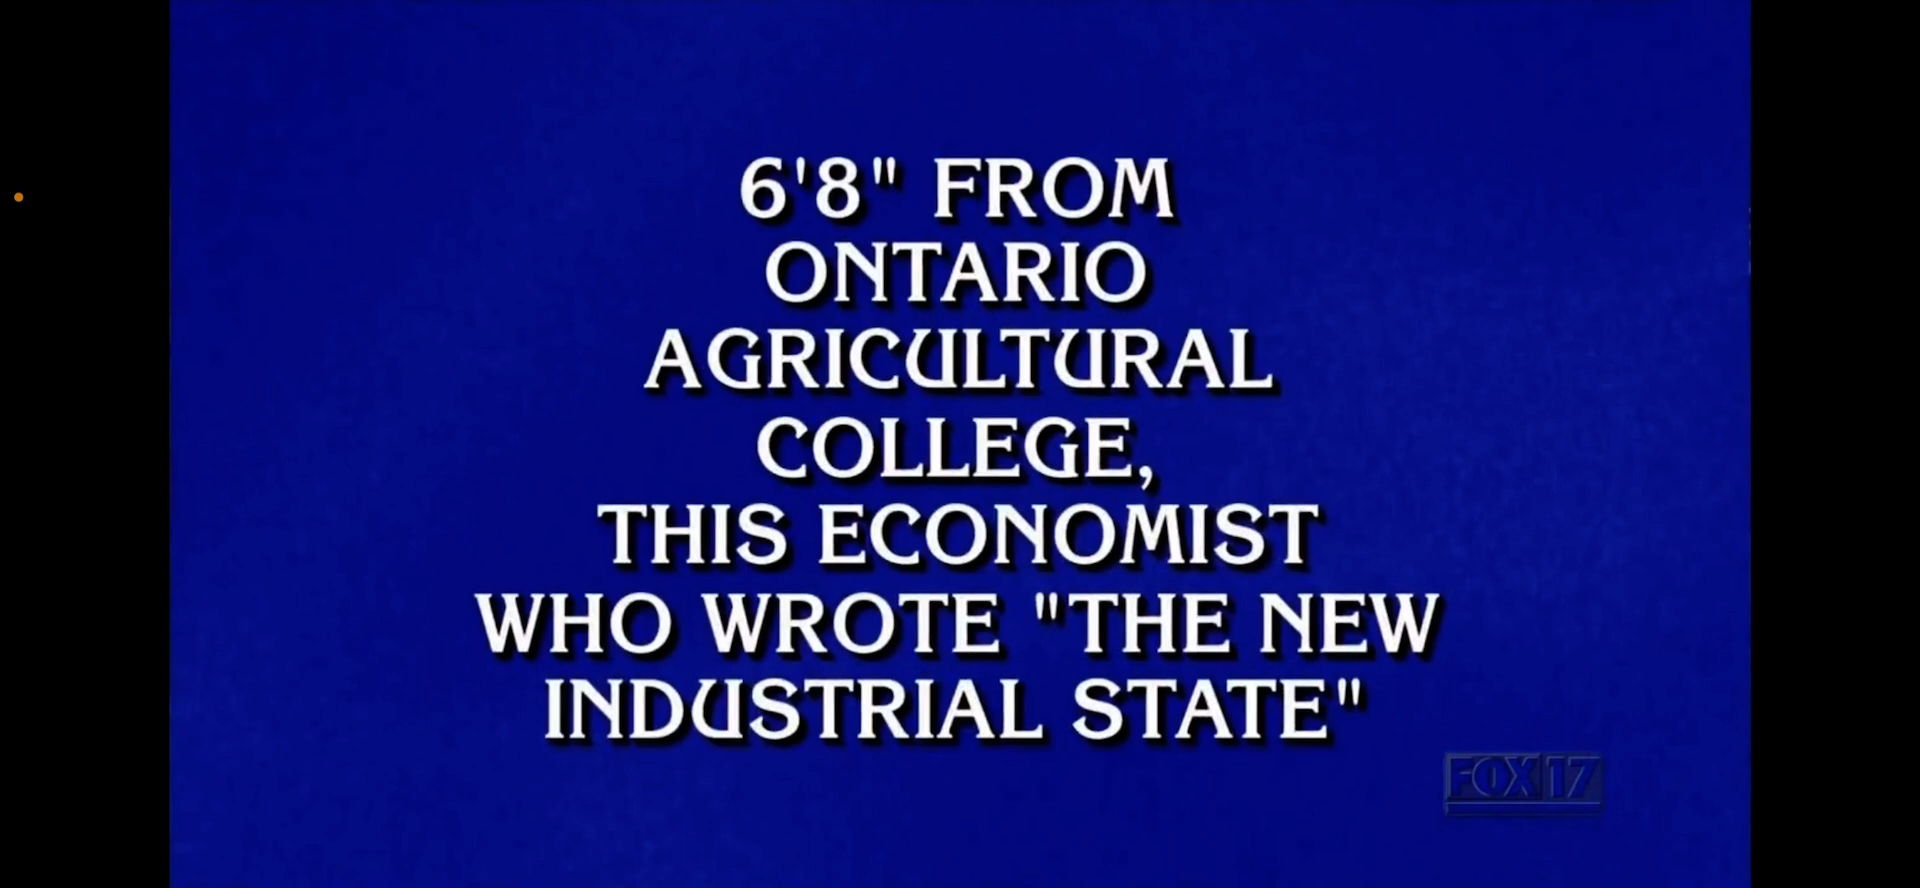 6'8" FROM
ONTARIO
AGRICULTURAL
COLLEGE,
THIS ECONOMIST
WHO WROTE "THE NEW
INDUSTRIAL STATE"
FOX 17